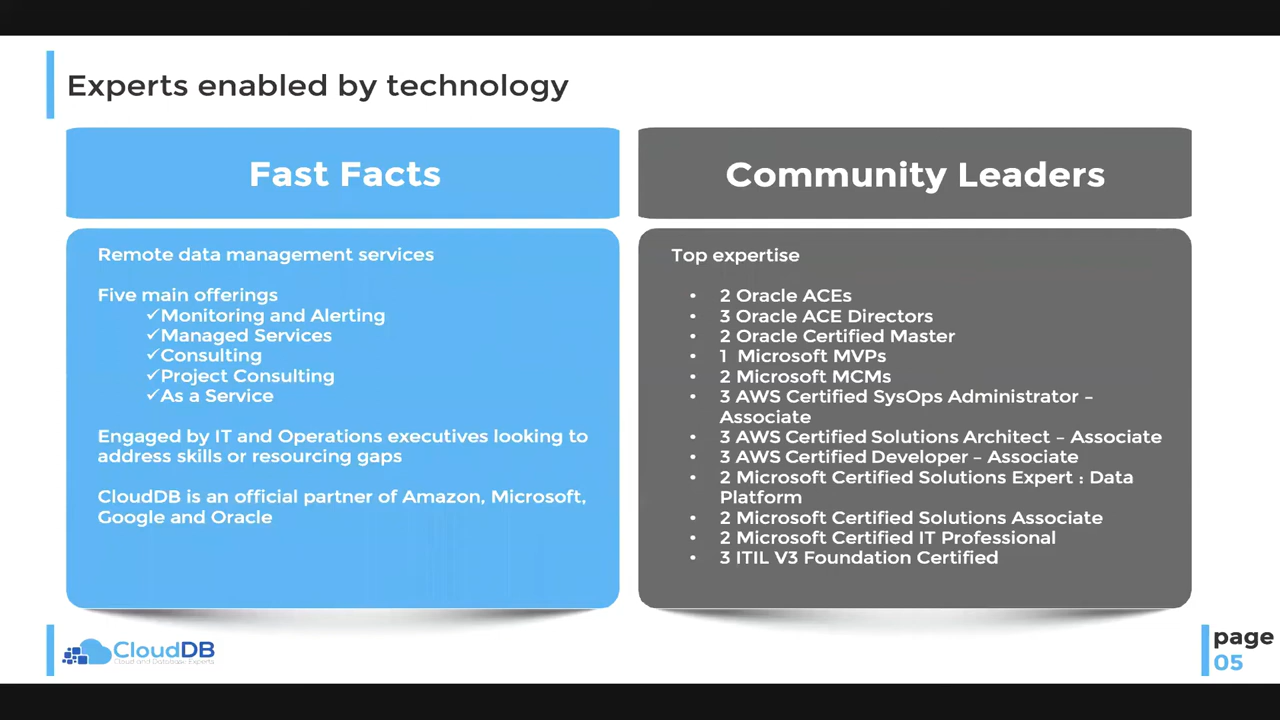 Experts enabled by technology
Fast Facts
Remote data management services
Five main offerings
✓Monitoring and Alerting
✓Managed Services
✓Consulting
✓Project Consulting
✓As a Service
Engaged by IT and Operations executives looking to
address skills or resourcing gaps
CloudDB is an official partner of Amazon, Microsoft,
Google and Oracle
Community Leaders
Top expertise
• 2 Oracle ACEs
• 3 Oracle ACE Directors
• 2 Oracle Certified Master
• 1 Microsoft MVPs
• 2 Microsoft MCMs
• 3 AWS Certified SysOps Administrator –
Associate
• 3 AWS Certified Solutions Architect – Associate
• 3 AWS Certified Developer – Associate
• 2 Microsoft Certified Solutions Expert : Data
Platform
• 2 Microsoft Certified Solutions Associate
• 2 Microsoft Certified IT Professional
• 3 ITIL V3 Foundation Certified
CloudDB
Cloud and Database Experts
page
05